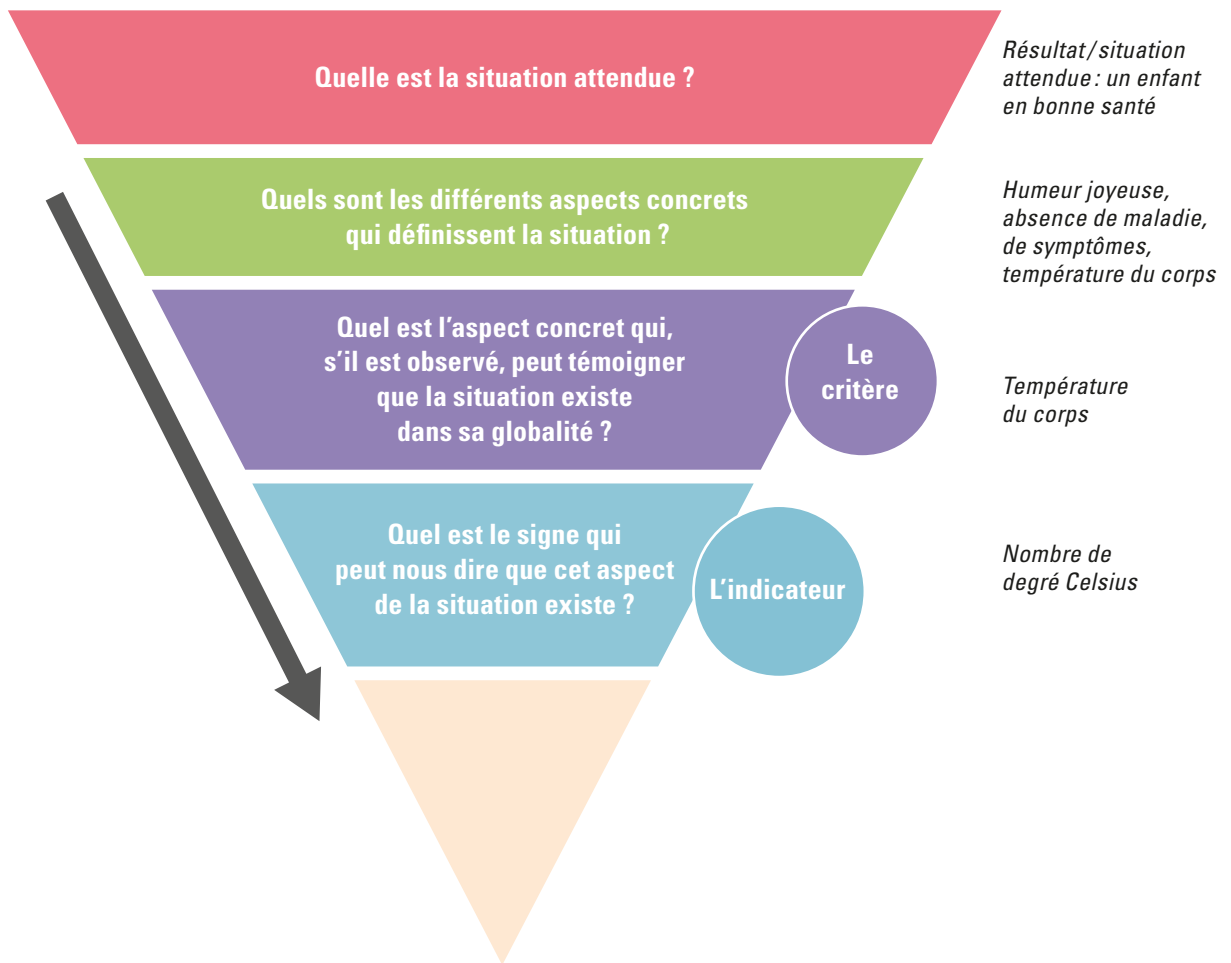 Quelle est la situation attendue ?
Résultat/situation
attendue : un enfant
en bonne santé
Quels sont les différents aspects concrets
qui définissent la situation ?
Humeur joyeuse,
absence de maladie,
de symptômes,
température du corps
Quel est l’aspect concret qui,
s’il est observé, peut témoigner
que la situation existe
dans sa globalité ?
Le
critère
Température
du corps
Quel est le signe qui
peut nous dire que cet aspect
de la situation existe ?
L’indicateur
Nombre de
degré Celsius